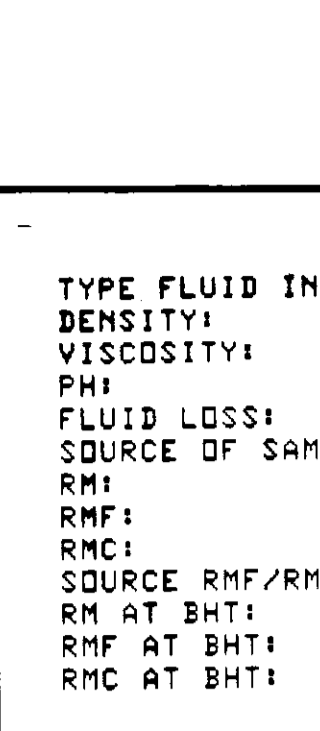 TYPE FLUID IN
DENSITY:
VISCOSITY:
PH:
FLUID LOSS:
SOURCE OF SAM
RM:
RMF:
RMC:
SOURCE RMF/RM
RM AT BHT:
RMF AT BHT:
RMC AT BHT: